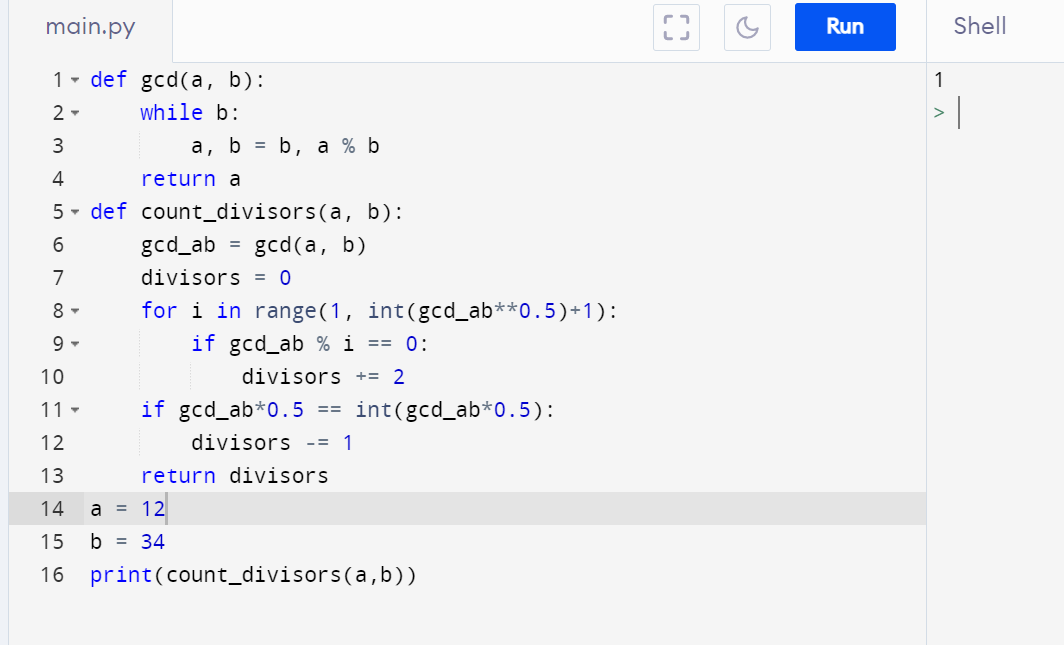 main.py Run Shell
1 def gcd(a, b):
2     while b:
3         a, b = b, a % b
4     return a
5 def count_divisors(a, b):
6     gcd_ab = gcd(a, b)
7     divisors = 0
8     for i in range(1, int(gcd_ab**0.5)+1):
9         if gcd_ab % i == 0:
10             divisors += 2
11     if gcd_ab*0.5 == int(gcd_ab*0.5):
12         divisors -= 1
13     return divisors
14 a = 12
15 b = 34
16 print(count_divisors(a,b))
1
>